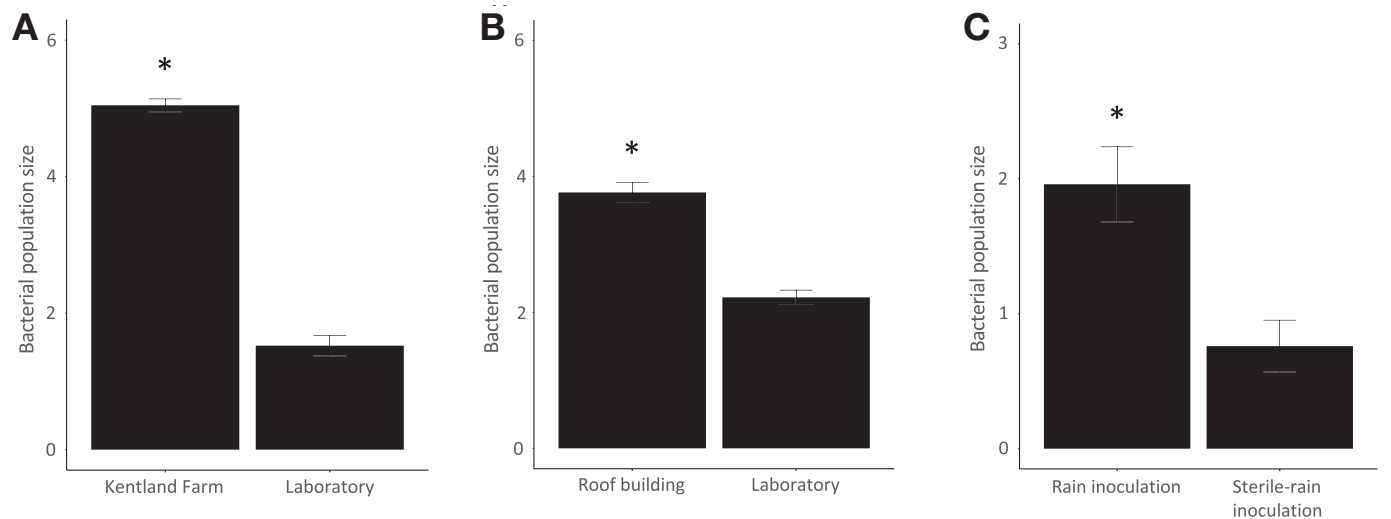 A
6
4
2
0
Bacterial population size
*
Kentland Farm
Laboratory
B
6
4
2
0
Bacterial population size
*
Roof building
Laboratory
C
3
2
1
0
Bacterial population size
*
Rain inoculation
Sterile-rain
inoculation